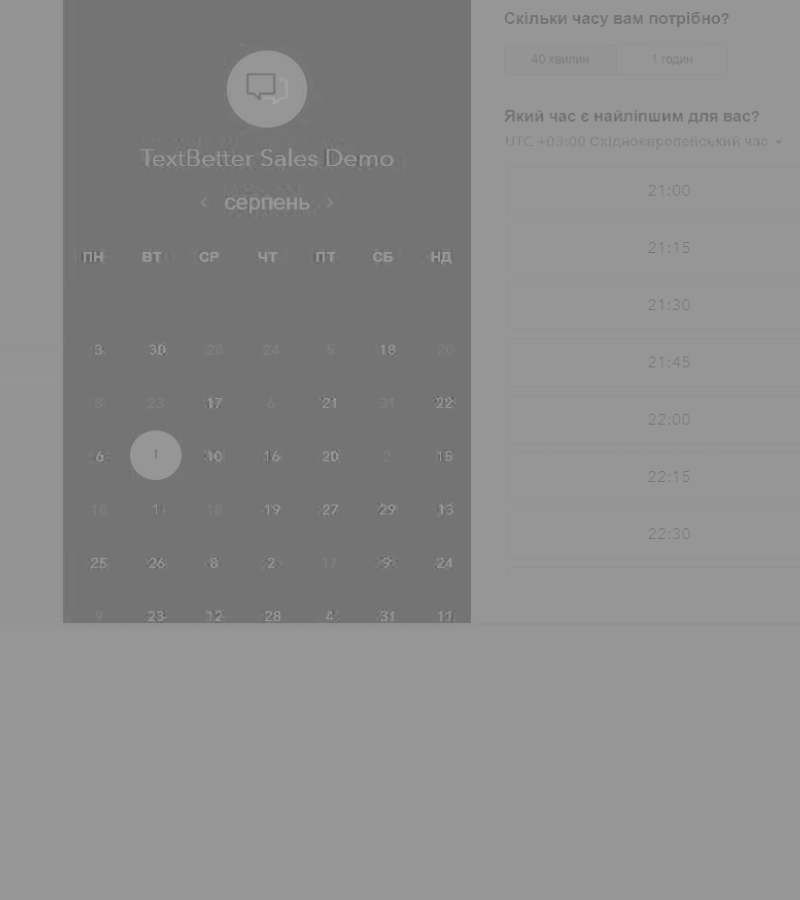 TextBetter Sales Demo
серпень
ПН ВТ СР ЧТ ПТ СБ НД
3 30 28 24 5 18 20
8 23 17 6 21 31 22
6 1 10 16 20 2 15
18 1 18 19 27 29 13
25 26 8 2 17 9 24
9 23 12 28 4 31 11
Скільки часу вам потрібно?
40 хвилин 1 годин
Який час є найліпшим для вас?
UTC +03:00 Східноєвропейський час
21:00
21:15
21:30
21:45
22:00
22:15
22:30